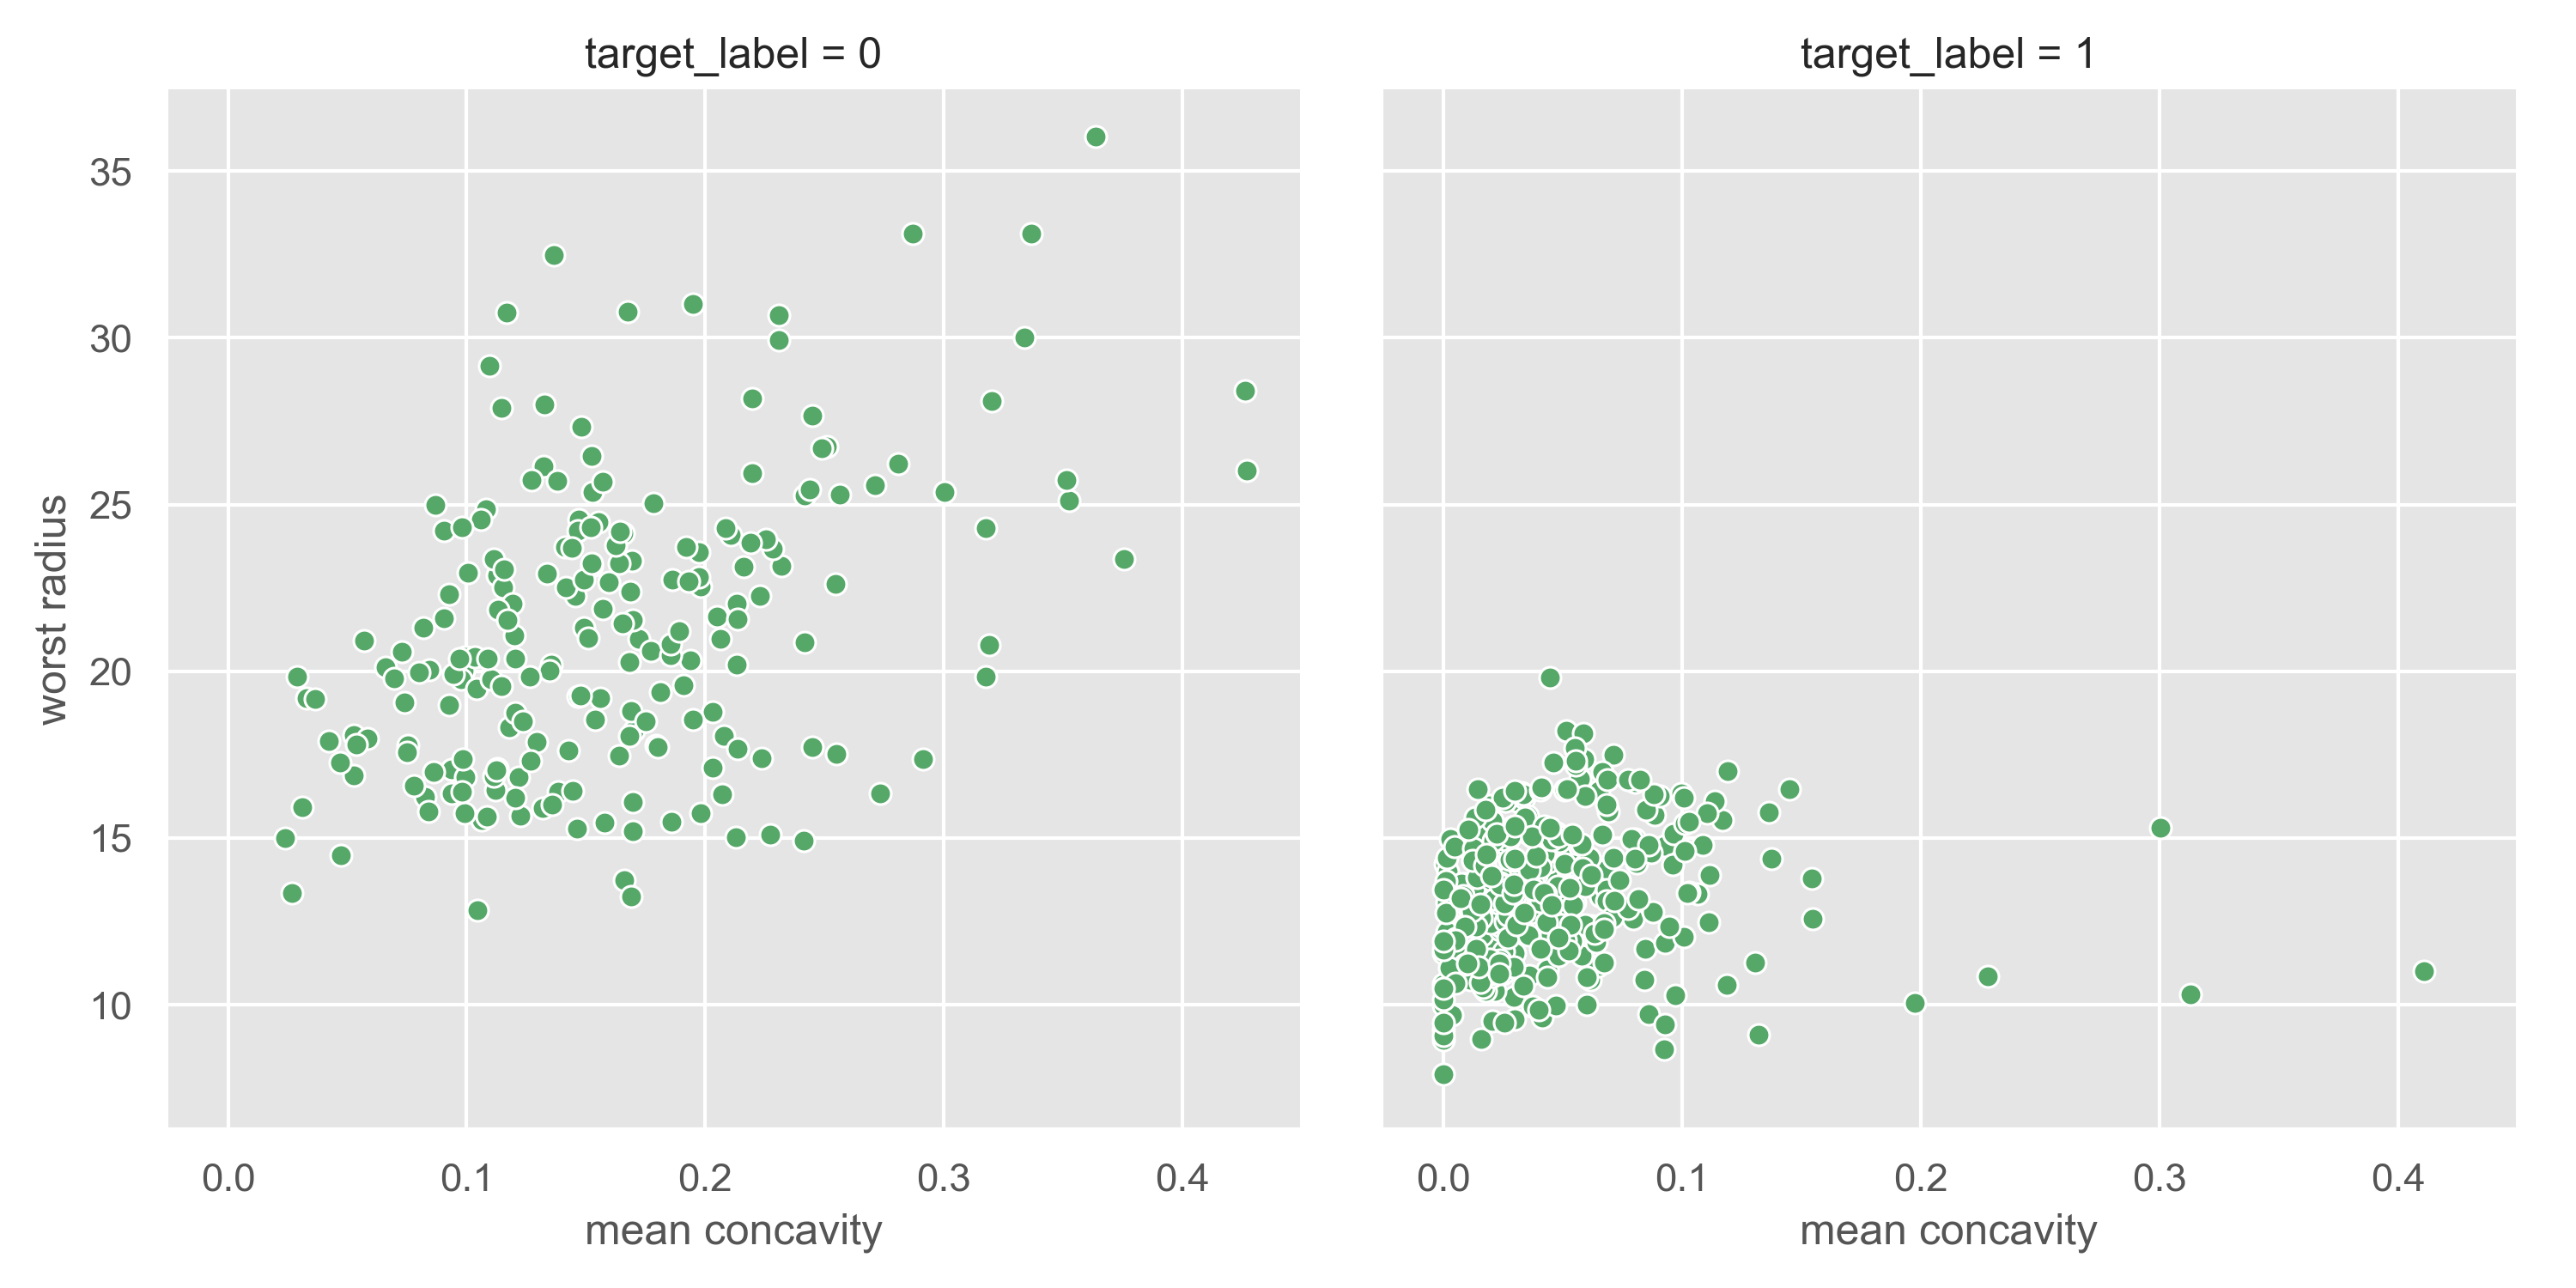 target_label = 0
target_label = 1
35
30
25
20
15
10
worst radius
0.0 0.1 0.2 0.3 0.4
0.0 0.1 0.2 0.3 0.4
mean concavity
mean concavity